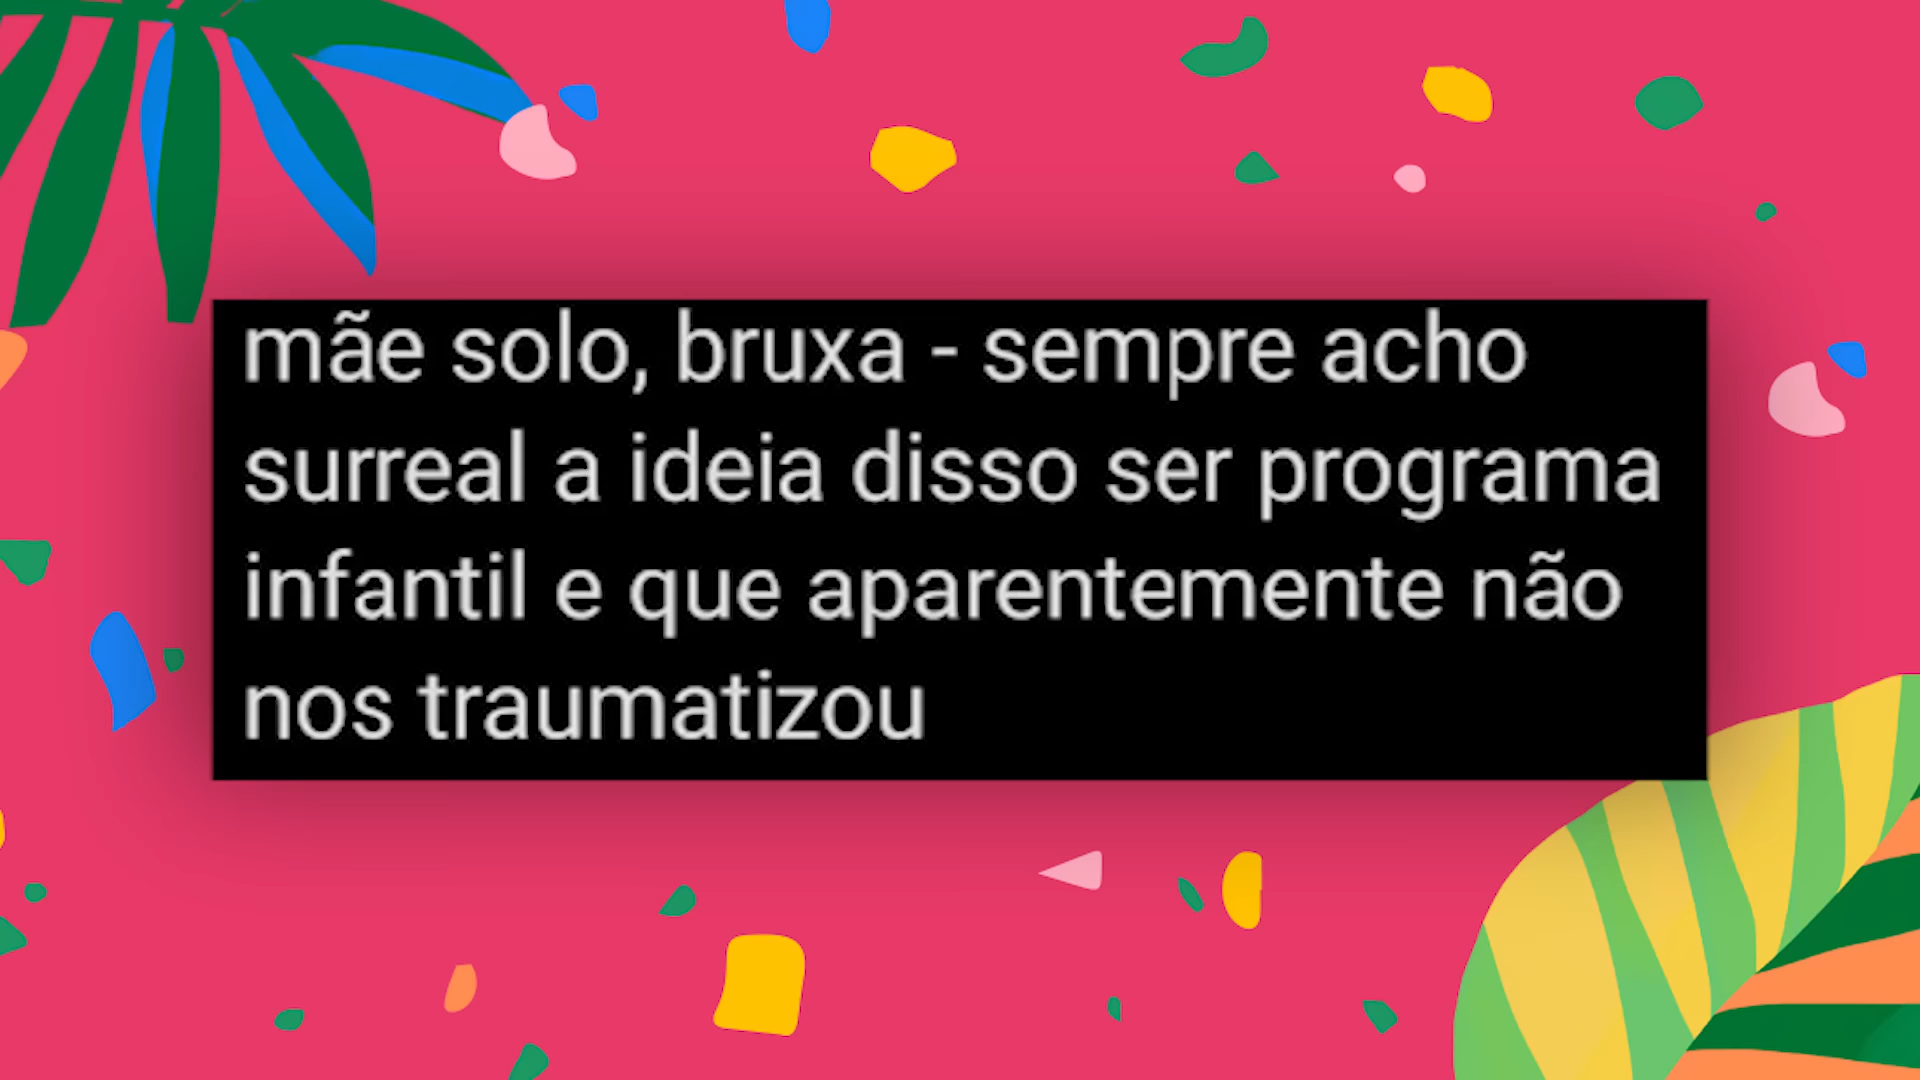 mãe solo, bruxa - sempre acho
surreal a ideia disso ser programa
infantil e que aparentemente não
nos traumatizou